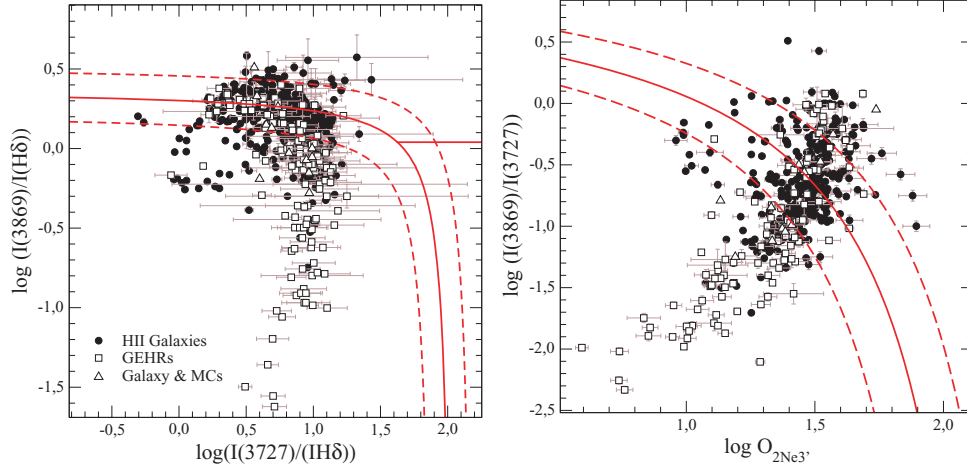 0,5
0,0
-0,5
-1,0
-1,5
log (I(3869)/(IHδ))
HII Galaxies
GEHRs
Galaxy & MCs
-0,5 0,0 0,5 1,0 1,5 2,0
log(I(3727)/(IHδ))
0,5
0,0
-0,5
-1,0
-1,5
-2,0
-2,5
log (I((3869)/I(3727))
1,0 1,5 2,0
log O2Ne3'